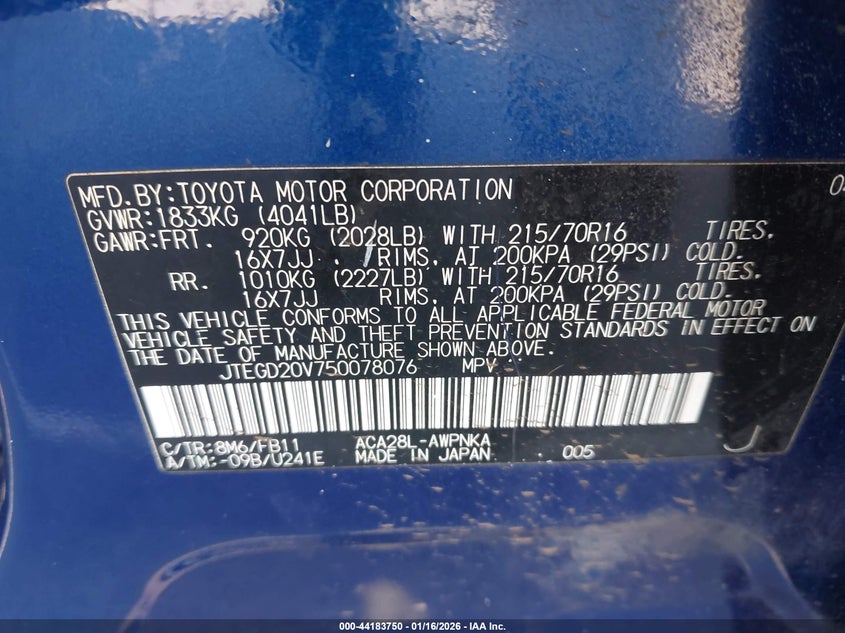 MFD.BY:TOYOTA MOTOR CORPORATION 04
GVWR:1833KG (4041LB)
GAWR:FRT. 920KG (2028LB) WITH 215/70R16 TIRES,
16X7JJ RIMS, AT 200KPA (29PSI) COLD.
RR. 1010KG (2227LB) WITH 215/70R16 TIRES,
16X7JJ RIMS, AT 200KPA (29PSI) COLD.
THIS VEHICLE CONFORMS TO ALL APPLICABLE FEDERAL MOTOR
VEHICLE SAFETY AND THEFT PREVENTION STANDARDS IN EFFECT ON
THE DATE OF MANUFACTURE SHOWN ABOVE.
JTEGD20V750078076 MPV
C/TR:8M6/FB11 ACA28L-AWPNKA
A/TM:-09B/U241E MADE IN JAPAN 005 J
000-44183750 - 01/16/2026 - IAA Inc.